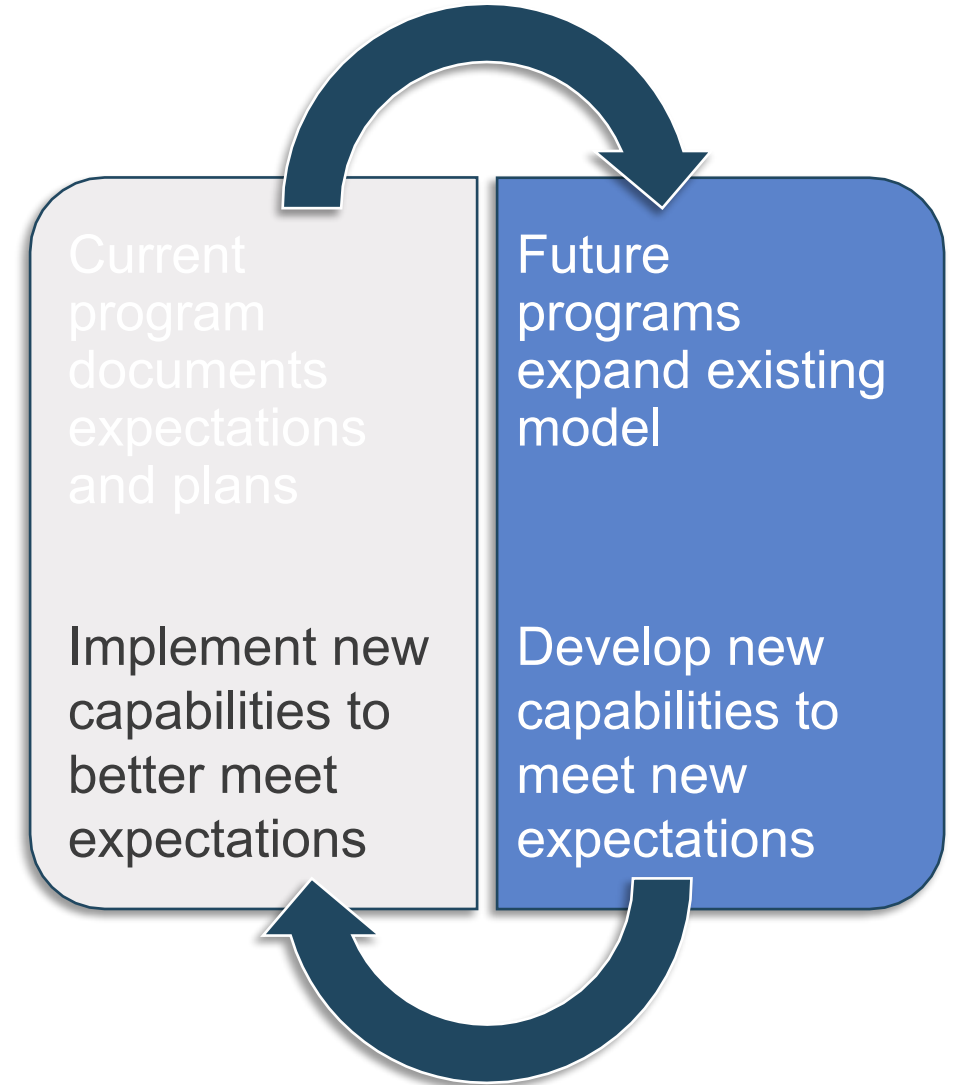 Current
program
documents
expectations
and plans
Implement new
capabilities to
better meet
expectations
Future
programs
expand existing
model
Develop new
capabilities to
meet new
expectations